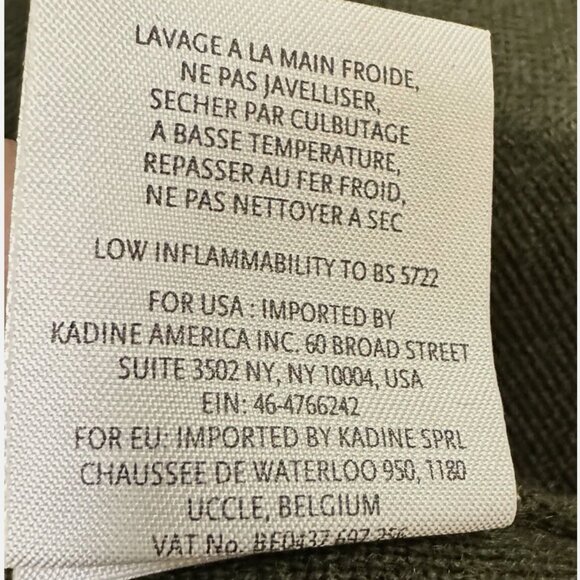 LAVAGE A LA MAIN FROIDE,
NE PAS JAVELLISER,
SECHER PAR CULBUTAGE
A BASSE TEMPERATURE,
REPASSER AU FER FROID,
NE PAS NETTOYER A SEC
LOW INFLAMMABILITY TO BS 5722
FOR USA : IMPORTED BY
KADINE AMERICA INC. 60 BROAD STREET
SUITE 3502 NY, NY 10004, USA
EIN: 46-4766242
FOR EU: IMPORTED BY KADINE SPRL
CHAUSSEE DE WATERLOO 950, 1180
UCCLE, BELGIUM
VAT No.